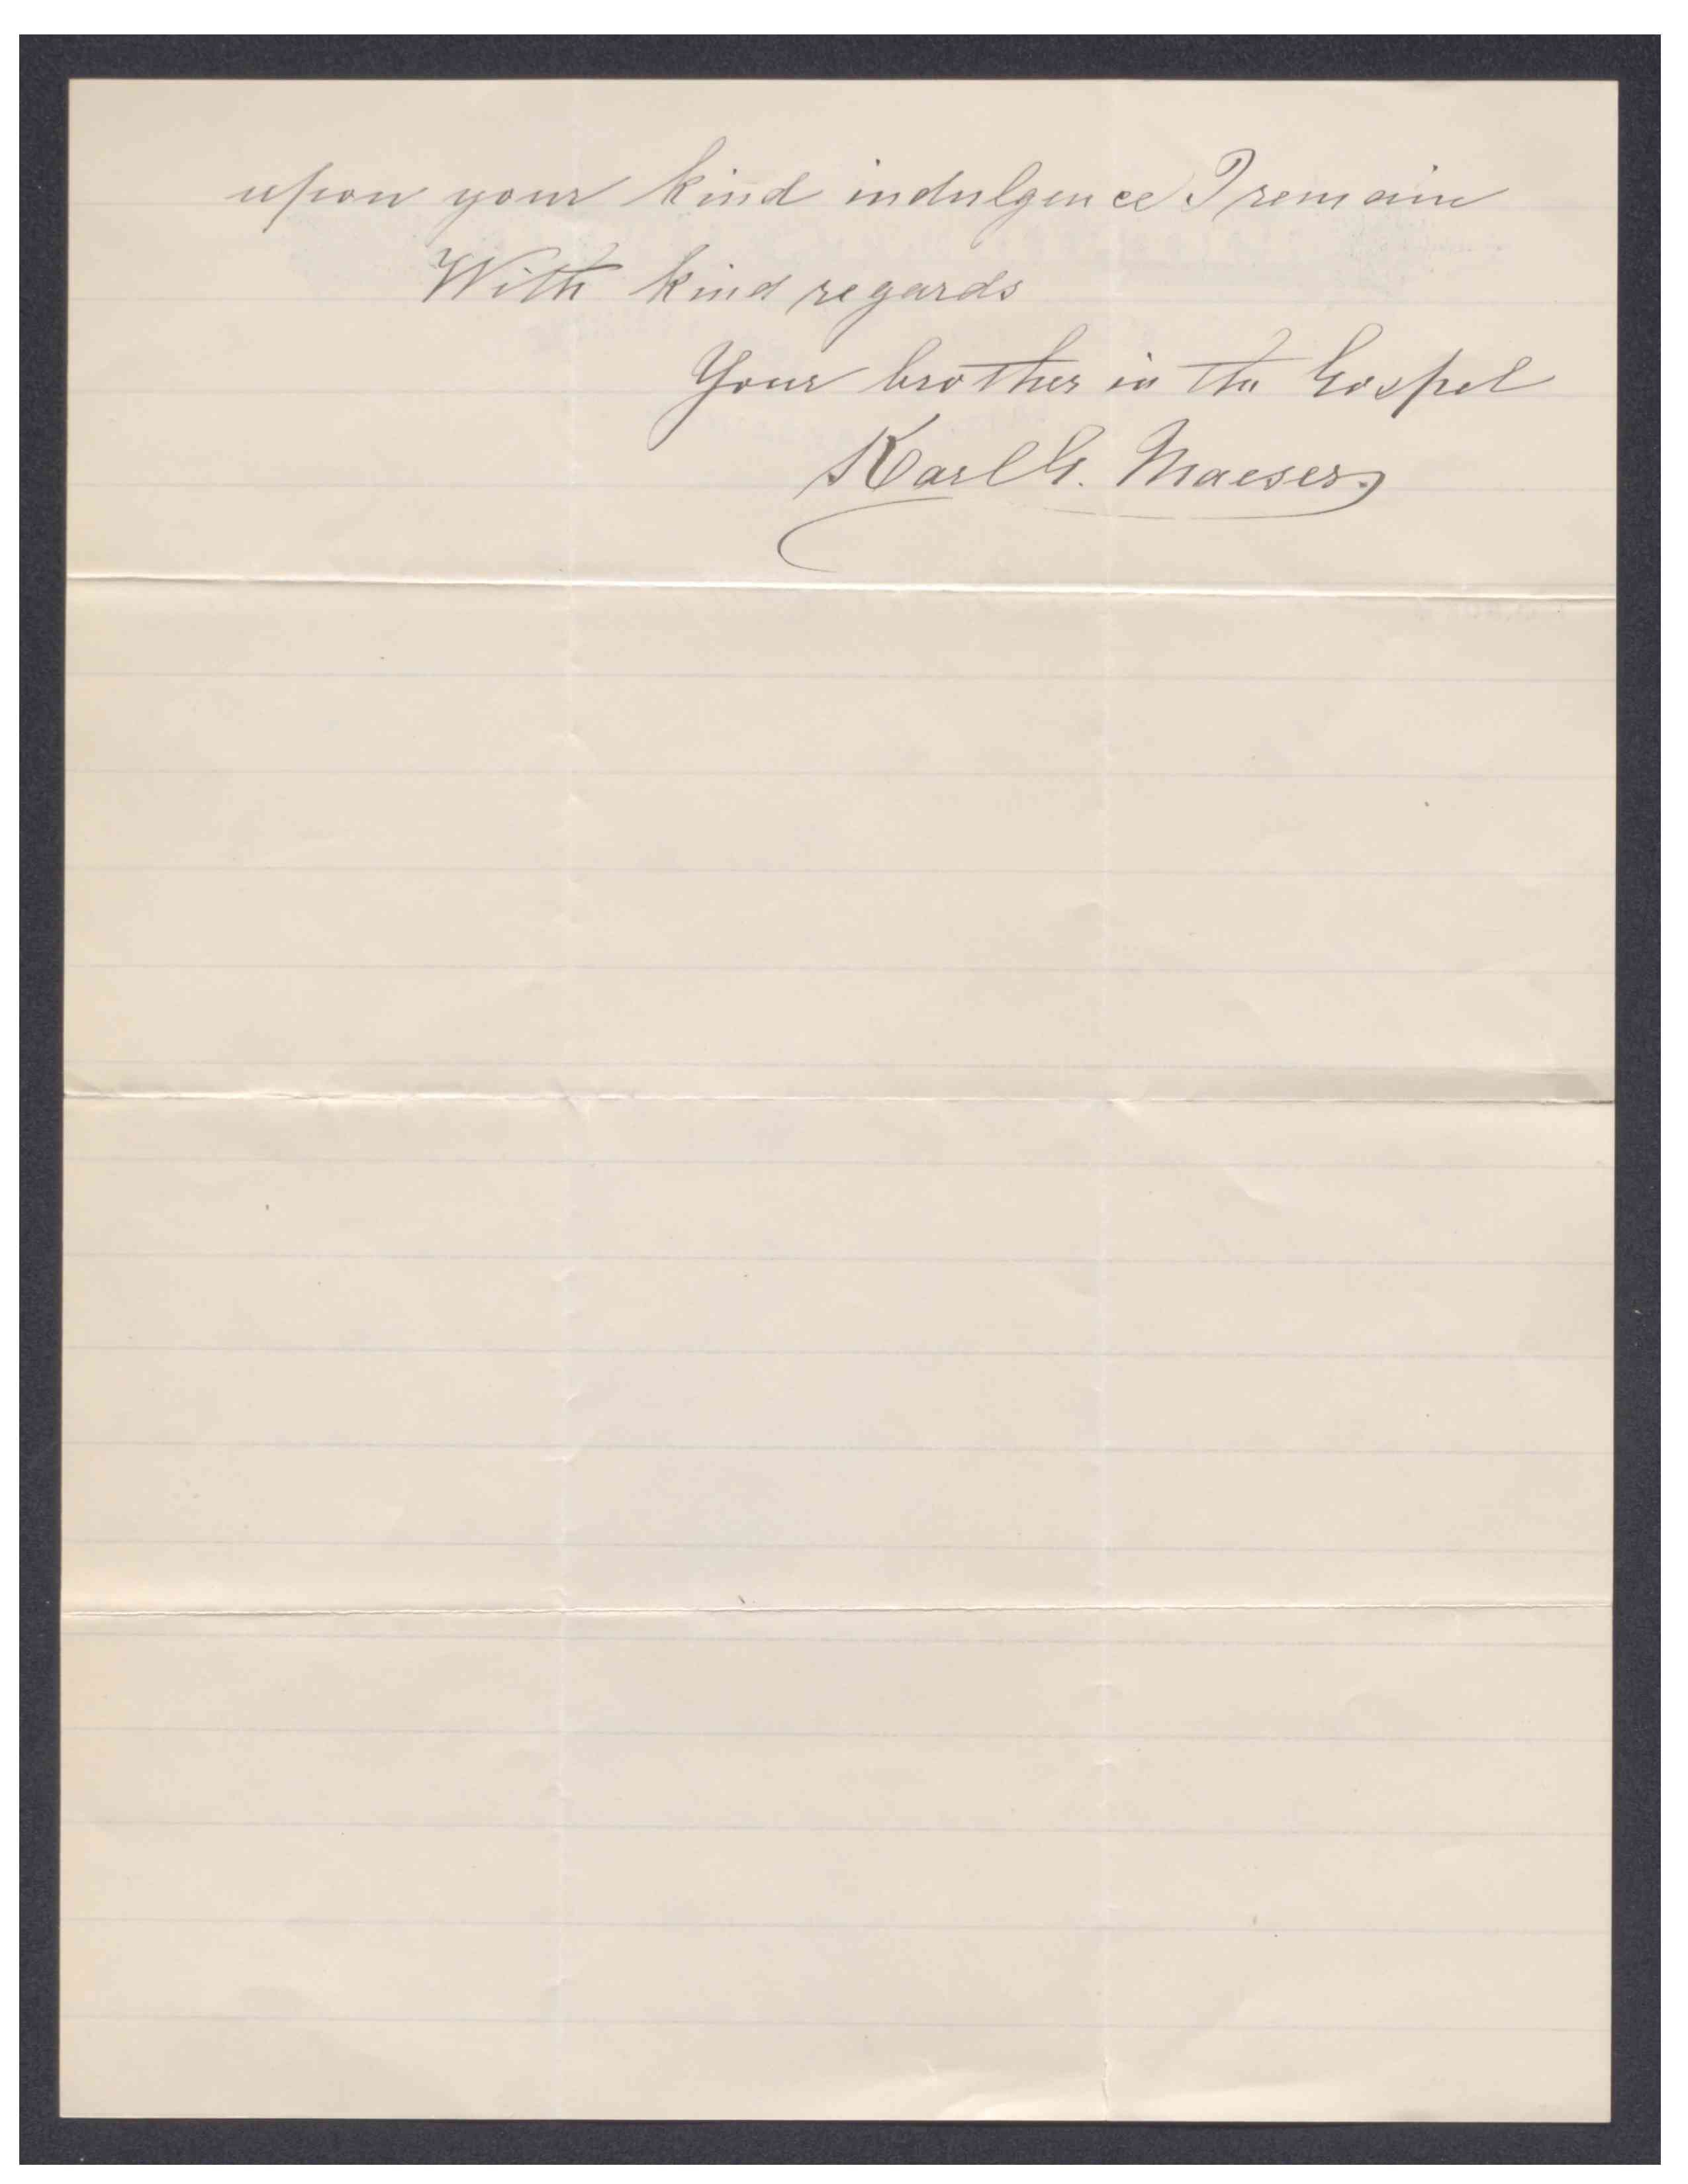 upon your kind indulgence I remain
With kind regards
Your brother in the Gospel
Karl G. Maeser.